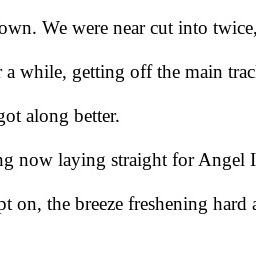 own. We were near cut into twice,
a while, getting off the main trac
got along better.
ng now laying straight for Angel I
pt on, the breeze freshening hard a